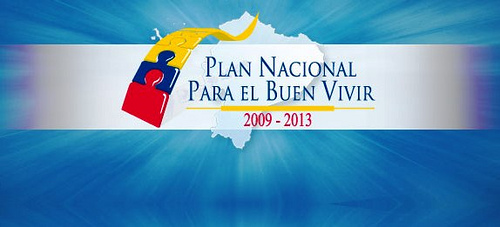 PLAN NACIONAL
PARA EL BUEN VIVIR
2009 - 2013